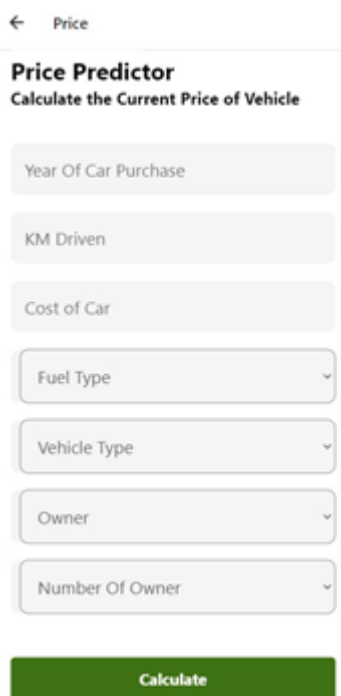 Price
Price Predictor
Calculate the Current Price of Vehicle
Year Of Car Purchase
KM Driven
Cost of Car
Fuel Type
Vehicle Type
Owner
Number Of Owner
Calculate